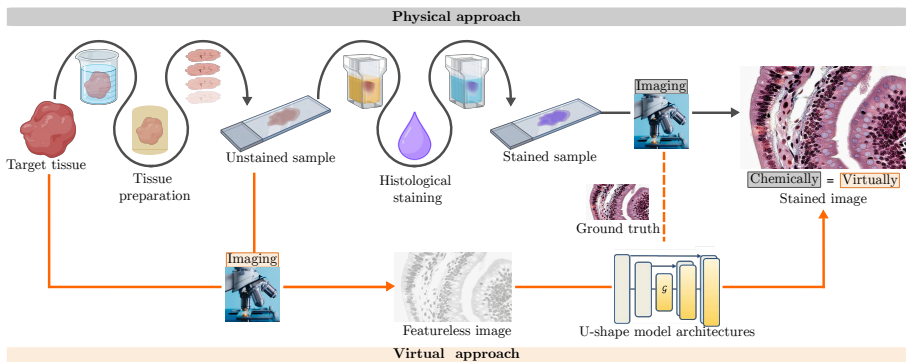 Physical approach
Imaging
Target tissue
Unstained sample
Stained sample
Tissue
preparation
Histological
staining
Chemically = Virtually
Stained image
Ground truth
Imaging
G
Featureless image
U-shape model architectures
Virtual approach